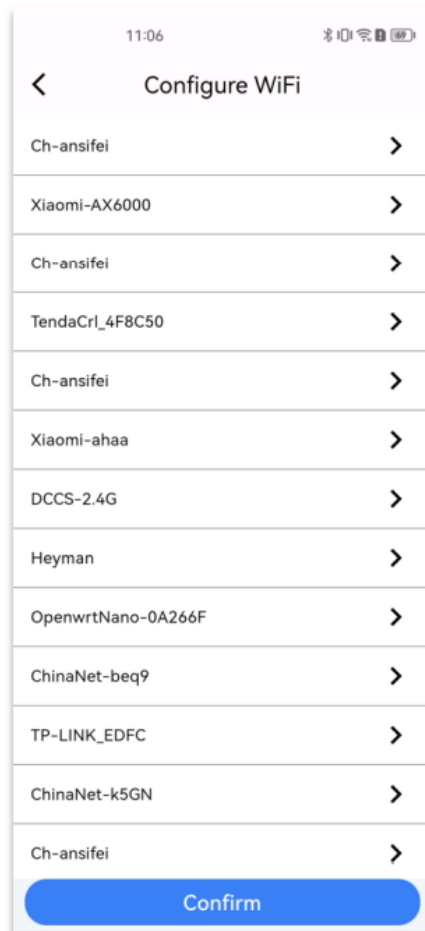 11:06 69
Configure WiFi
Ch-ansifei
Xiaomi-AX6000
Ch-ansifei
TendaCrl_4F8C50
Ch-ansifei
Xiaomi-ahaa
DCCS-2.4G
Heyman
OpenwrtNano-0A266F
ChinaNet-beq9
TP-LINK_EDFC
ChinaNet-k5GN
Ch-ansifei
Confirm